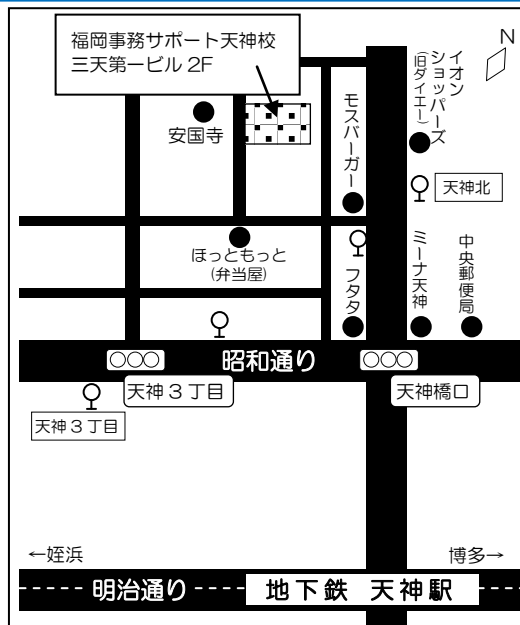 福岡事務サポート天神校
三天第一ビル 2F
N
イオン
ショッパーズ
(旧ダイエー)
安国寺
モスバーガー
天神北
ほっともっと
(弁当屋)
フタタ
ミーナ天神
中央郵便局
昭和通り
天神3丁目
天神橋口
天神3丁目
←姪浜
博多→
明治通り
地下鉄 天神駅